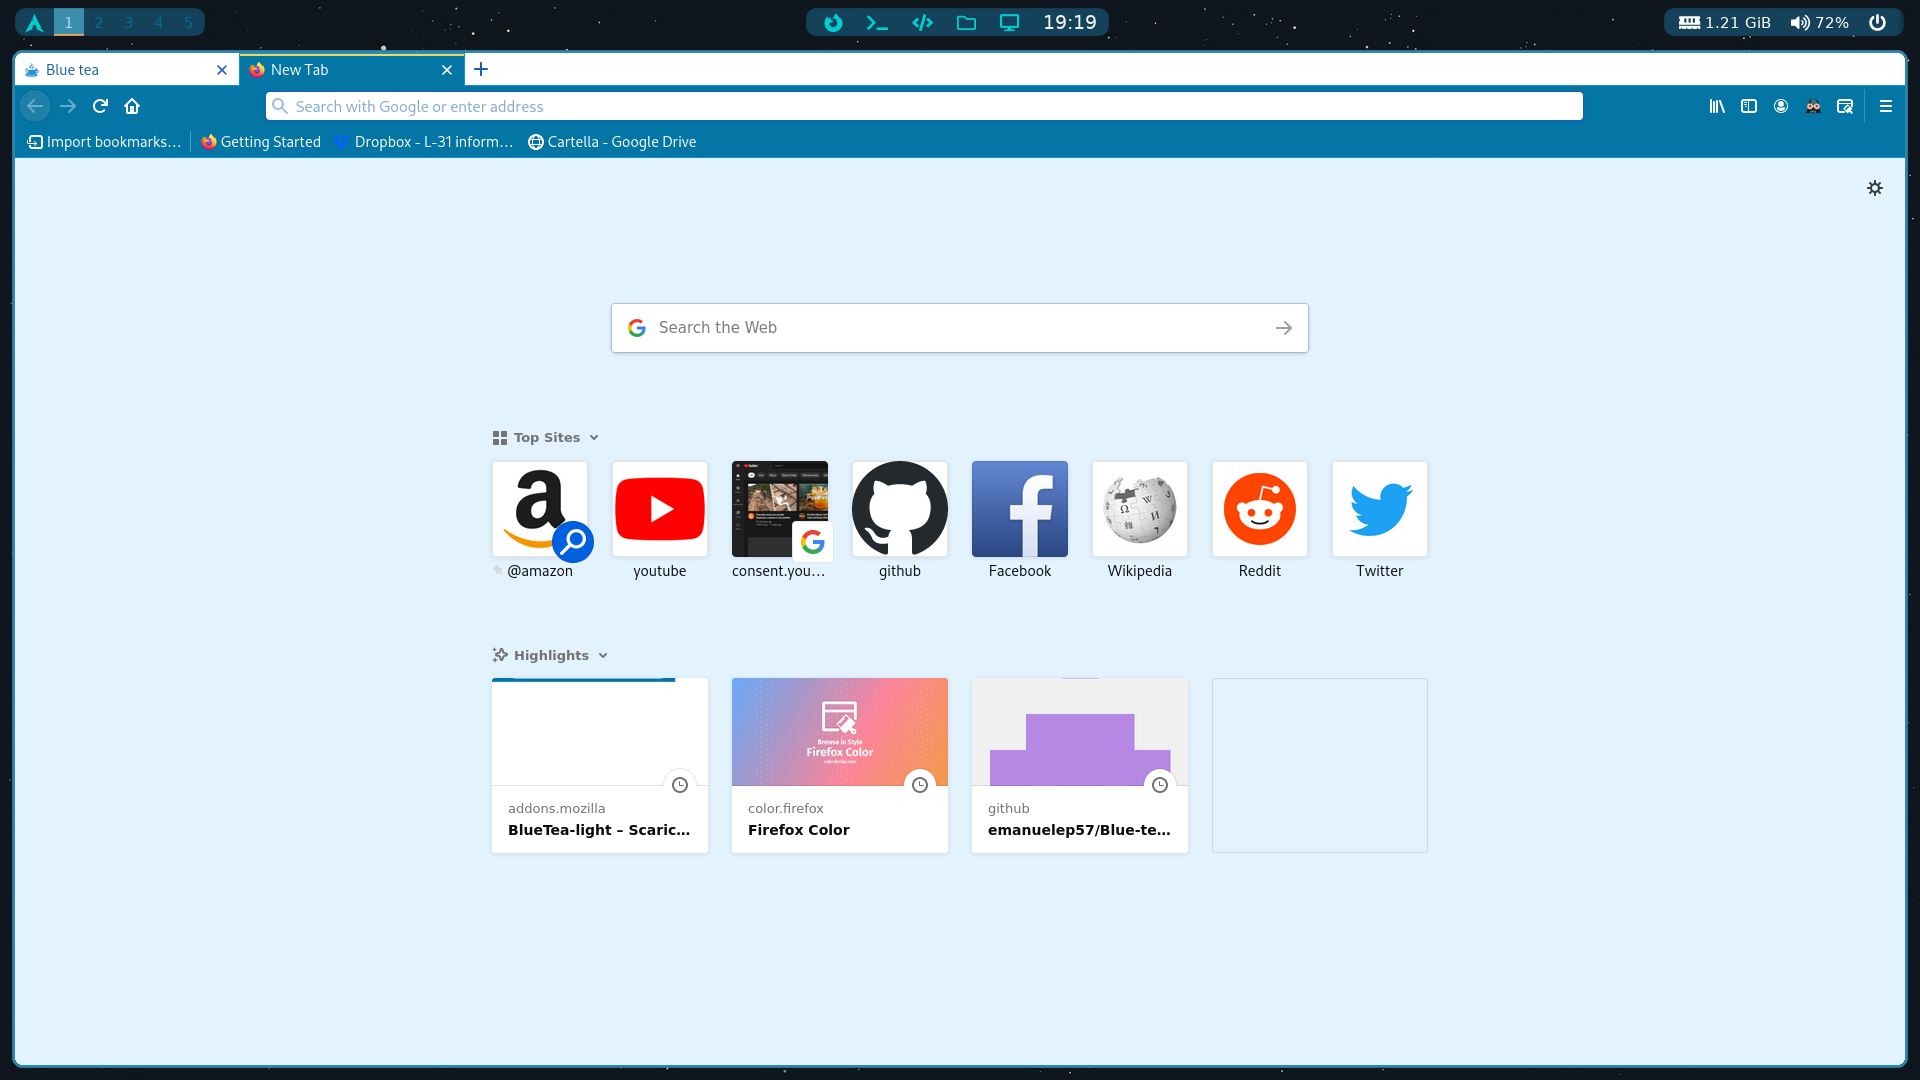 1 2 3 4 5
19:19
1.21 GiB 72%
Blue tea
New Tab
Search with Google or enter address
Import bookmarks...
Getting Started
Dropbox - L-31 inform...
Cartella - Google Drive
Search the Web
Top Sites
@amazon
youtube
consent.you...
github
Facebook
Wikipedia
Reddit
Twitter
Highlights
Browse in Style
Firefox Color
addons.mozilla
BlueTea-light – Scaric...
color.firefox
Firefox Color
github
emanuelep57/Blue-te...